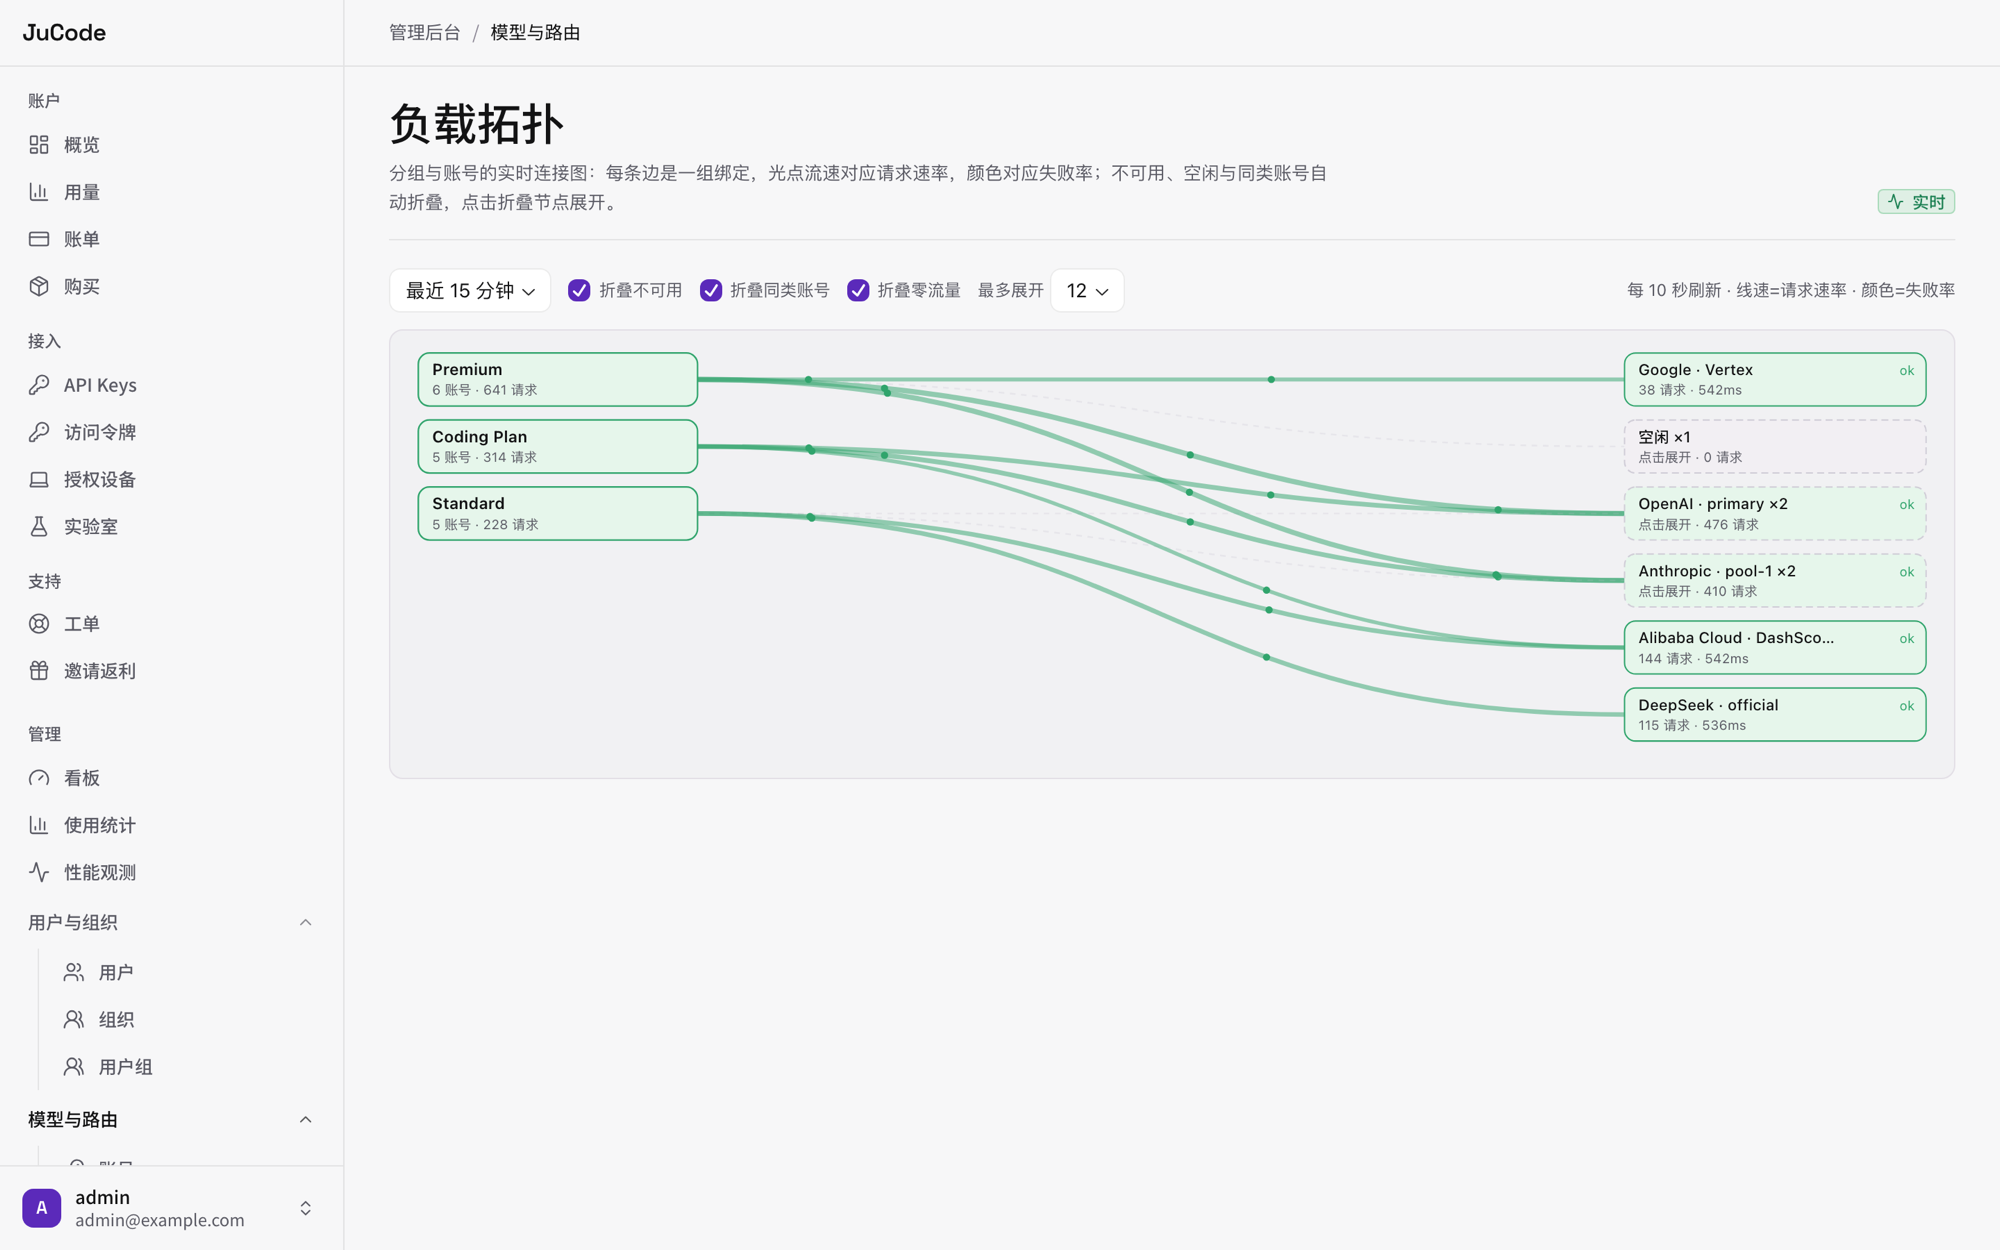 JuCode
管理后台 / 模型与路由
账户
概览
用量
账单
购买
接入
API Keys
访问令牌
授权设备
实验室
支持
工单
邀请返利
管理
看板
使用统计
性能观测
用户与组织
用户
组织
用户组
模型与路由
A
admin
admin@example.com
负载拓扑
分组与账号的实时连接图：每条边是一组绑定，光点流速对应请求速率，颜色对应失败率；不可用、空闲与同类账号自
动折叠，点击折叠节点展开。
实时
最近 15 分钟
折叠不可用
折叠同类账号
折叠零流量
最多展开
12
每 10 秒刷新 · 线速=请求速率 · 颜色=失败率
Premium
6 账号 · 641 请求
Coding Plan
5 账号 · 314 请求
Standard
5 账号 · 228 请求
Google · Vertex
ok
38 请求 · 542ms
空闲 ×1
点击展开 · 0 请求
OpenAI · primary ×2
ok
点击展开 · 476 请求
Anthropic · pool-1 ×2
ok
点击展开 · 410 请求
Alibaba Cloud · DashSco...
ok
144 请求 · 542ms
DeepSeek · official
ok
115 请求 · 536ms